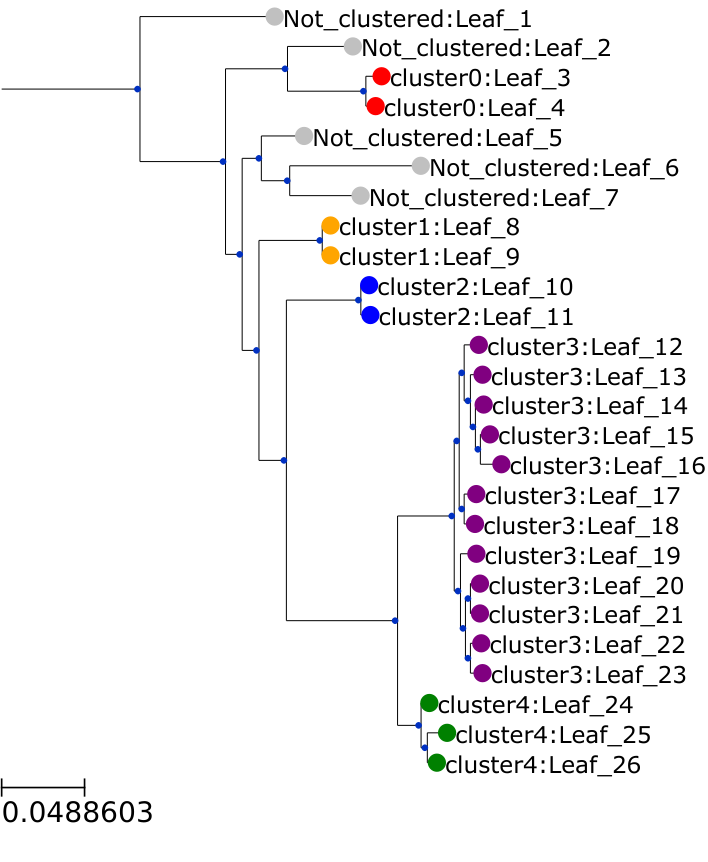 Not_clustered:Leaf_1
Not_clustered:Leaf_2
cluster0:Leaf_3
cluster0:Leaf_4
Not_clustered:Leaf_5
Not_clustered:Leaf_6
Not_clustered:Leaf_7
cluster1:Leaf_8
cluster1:Leaf_9
cluster2:Leaf_10
cluster2:Leaf_11
cluster3:Leaf_12
cluster3:Leaf_13
cluster3:Leaf_14
cluster3:Leaf_15
cluster3:Leaf_16
cluster3:Leaf_17
cluster3:Leaf_18
cluster3:Leaf_19
cluster3:Leaf_20
cluster3:Leaf_21
cluster3:Leaf_22
cluster3:Leaf_23
cluster4:Leaf_24
cluster4:Leaf_25
cluster4:Leaf_26
0.0488603